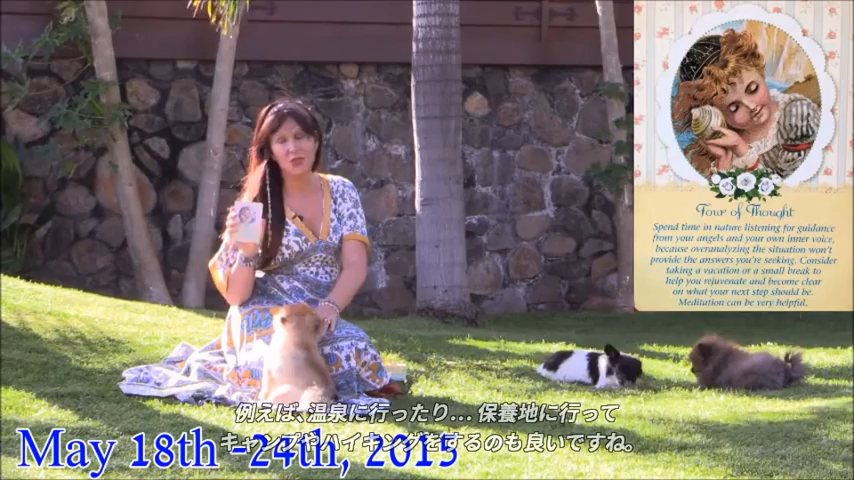 Four of Thought
Spend time in nature listening for guidance
from your angels and your own inner voice,
because overanalyzing the situation won't
provide the answers you're seeking. Consider
taking a vacation or a small break to
help you rejuvenate and become clear
on what your next step should be.
Meditation can be very helpful.
例えば、温泉に行ったり... 保養地に行って
キャンプやハイキングをするのも良いですね。
May 18th -24th, 2015